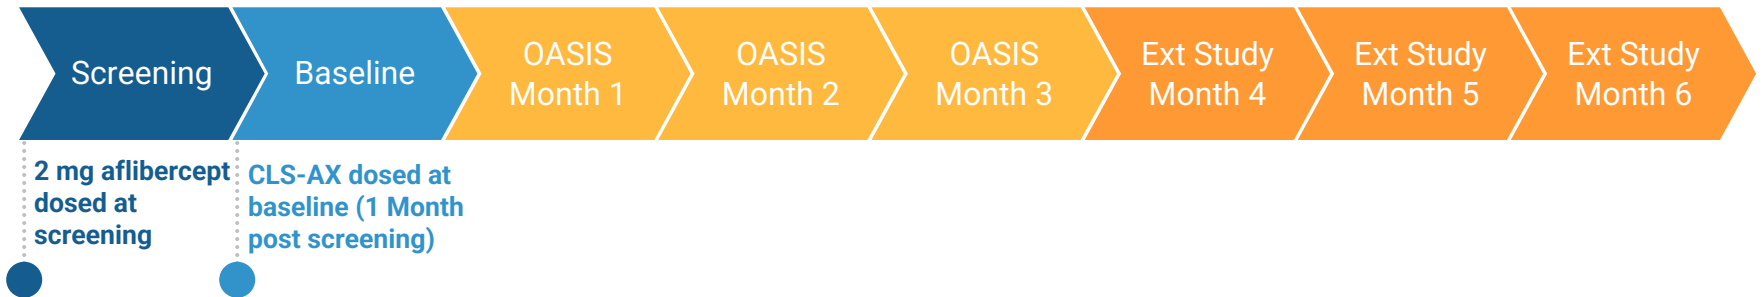 Screening
Baseline
OASIS
Month 1
OASIS
Month 2
OASIS
Month 3
Ext Study
Month 4
Ext Study
Month 5
Ext Study
Month 6
2 mg aflibercept
dosed at
screening
CLS-AX dosed at
baseline (1 Month
post screening)